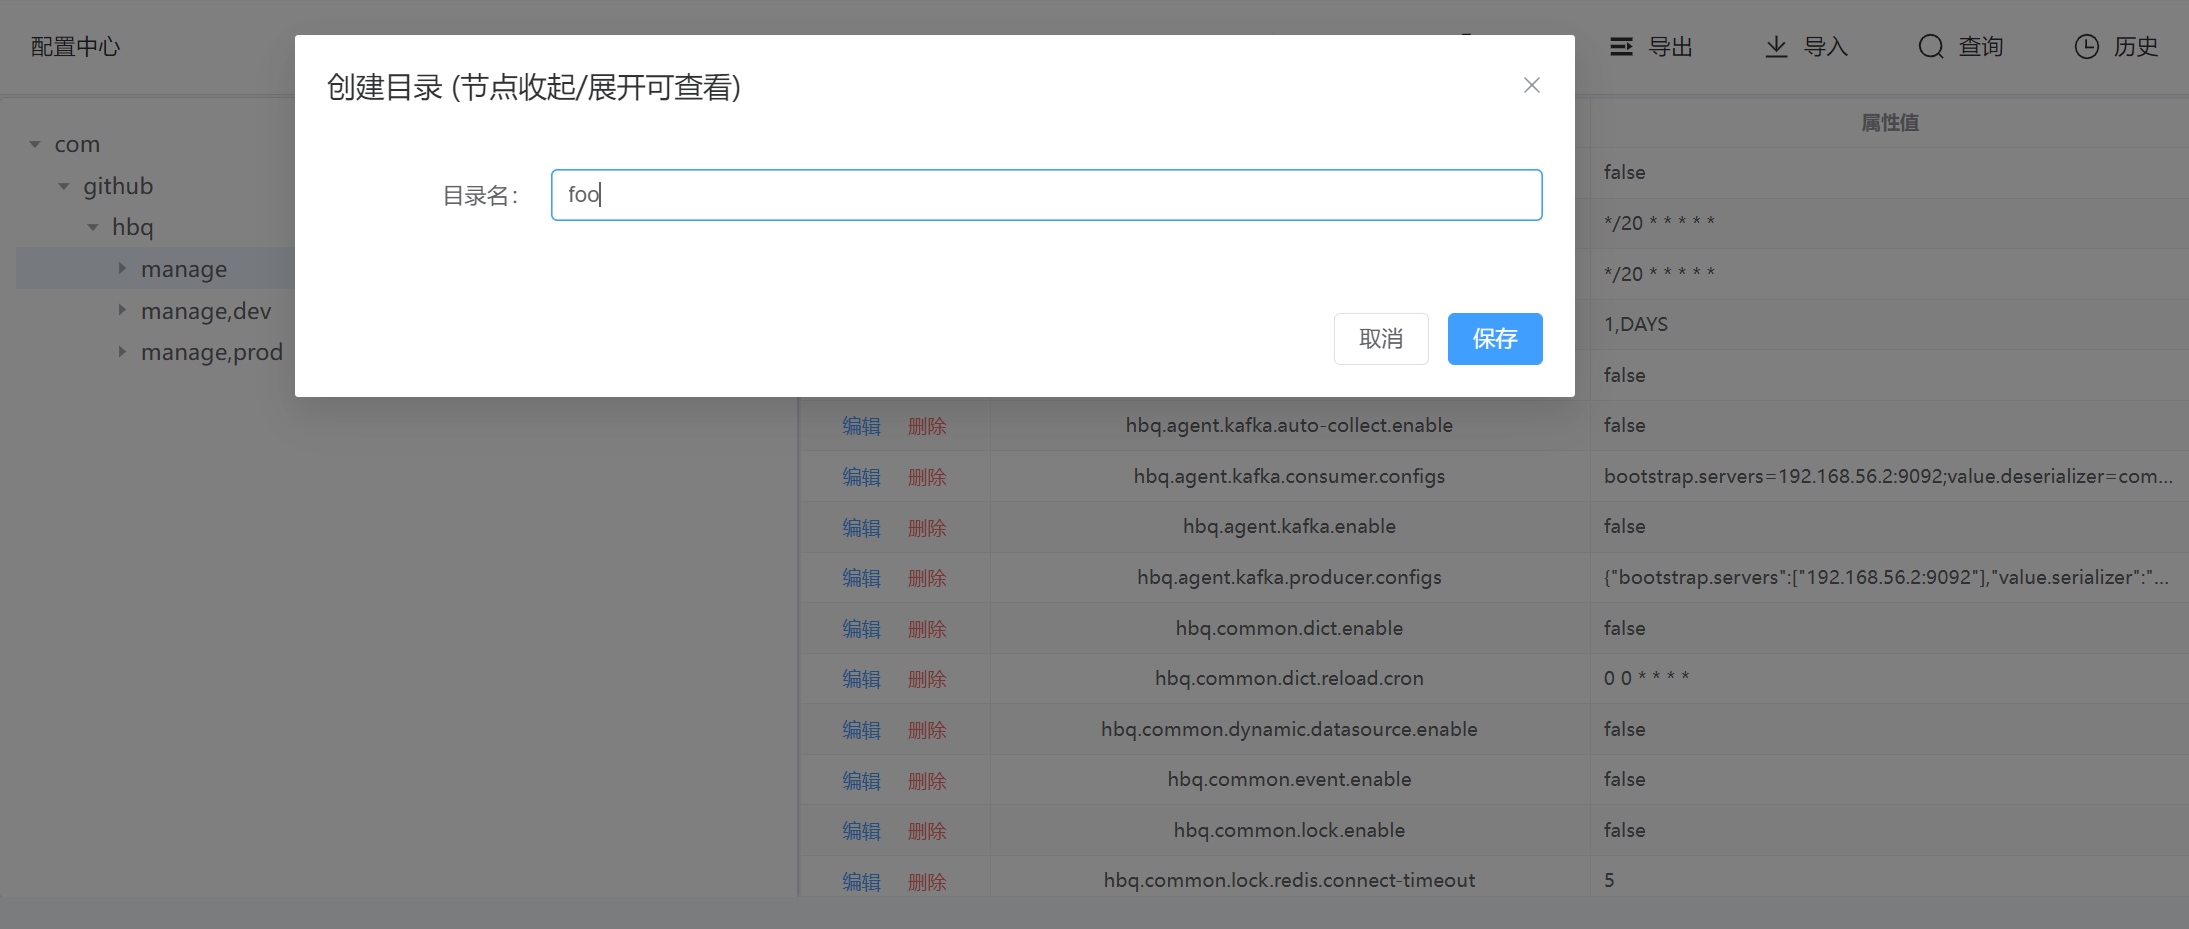 配置中心
导出
导入
查询
历史
创建目录 (节点收起/展开可查看)
目录名：
foo
取消
保存
com
github
hbq
manage
manage,dev
manage,prod
属性值
false
*/20 * * * * *
*/20 * * * * *
1,DAYS
false
编辑 删除 hbq.agent.kafka.auto-collect.enable false
编辑 删除 hbq.agent.kafka.consumer.configs bootstrap.servers=192.168.56.2:9092;value.deserializer=com...
编辑 删除 hbq.agent.kafka.enable false
编辑 删除 hbq.agent.kafka.producer.configs {"bootstrap.servers":["192.168.56.2:9092"],"value.serializer":"...
编辑 删除 hbq.common.dict.enable false
编辑 删除 hbq.common.dict.reload.cron 0 0 * * * *
编辑 删除 hbq.common.dynamic.datasource.enable false
编辑 删除 hbq.common.event.enable false
编辑 删除 hbq.common.lock.enable false
编辑 删除 hbq.common.lock.redis.connect-timeout 5